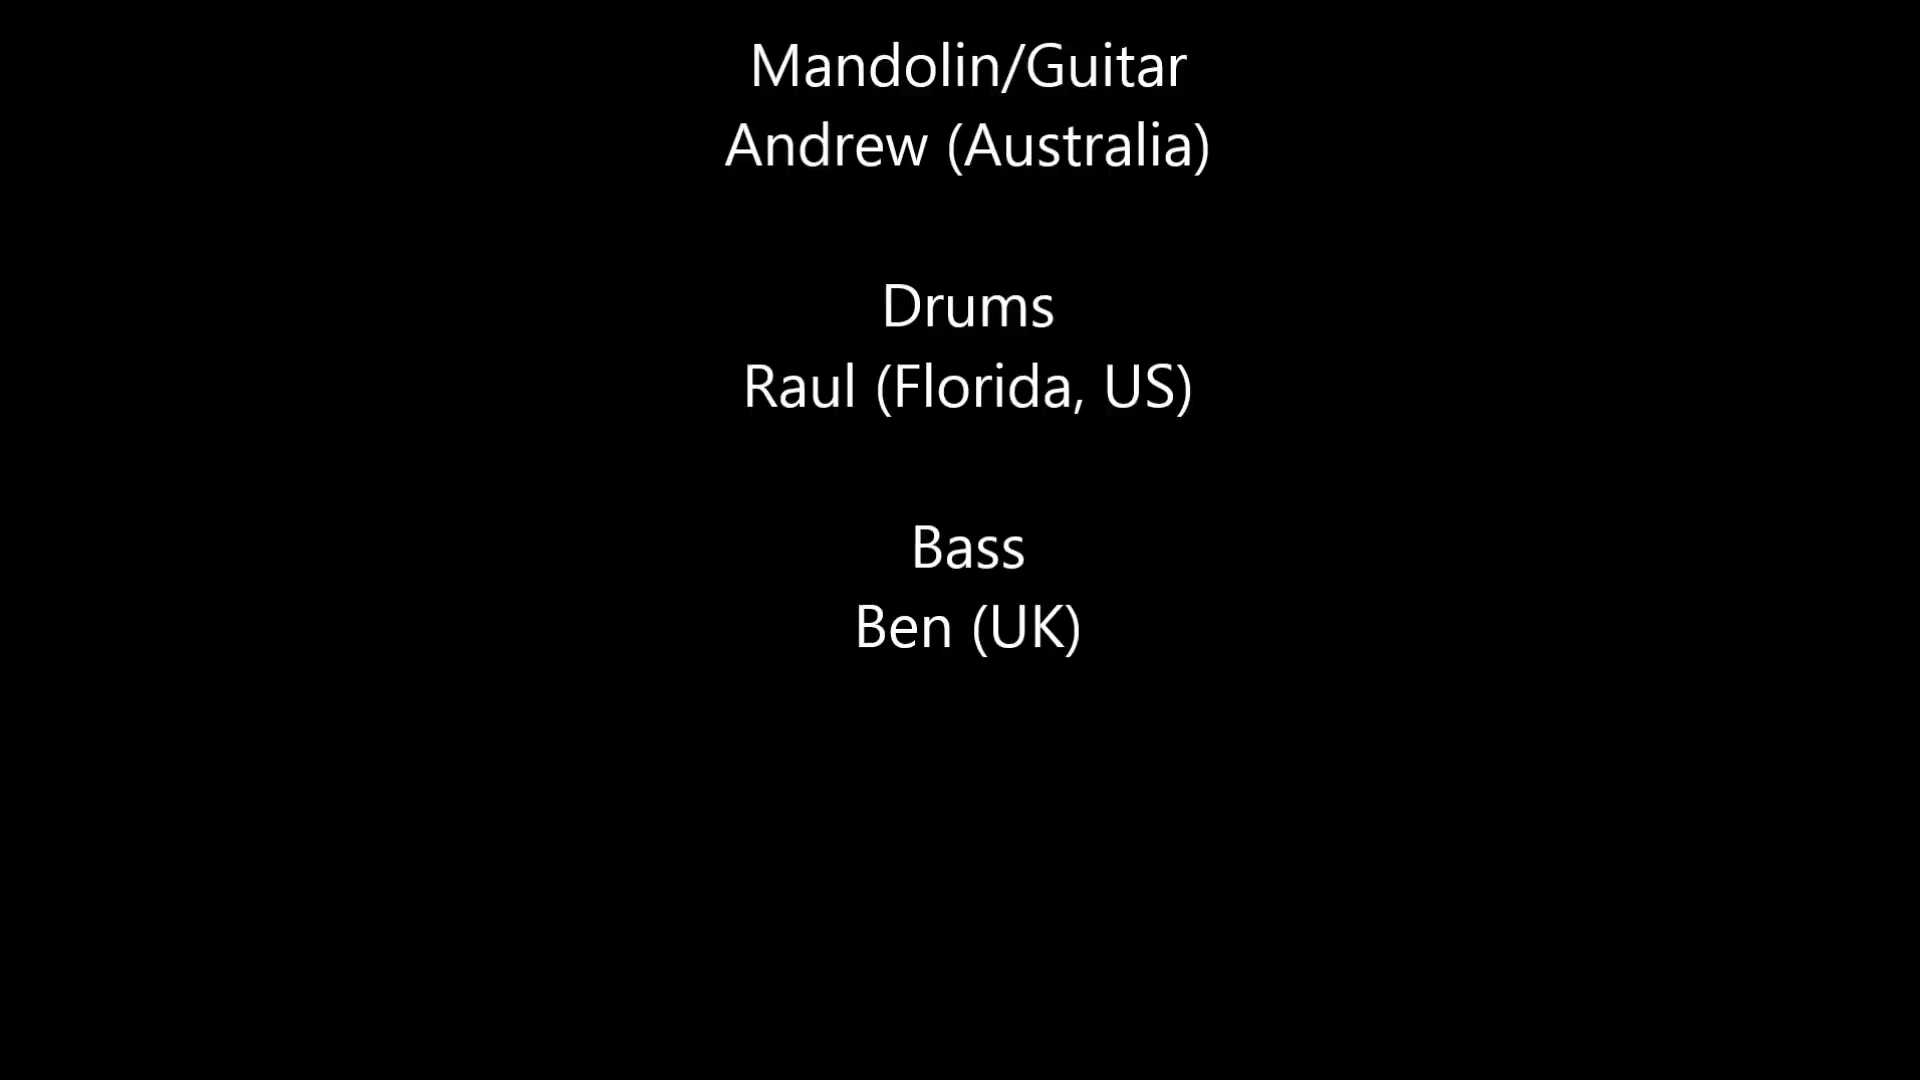 Mandolin/Guitar
Andrew (Australia)
Drums
Raul (Florida, US)
Bass
Ben (UK)